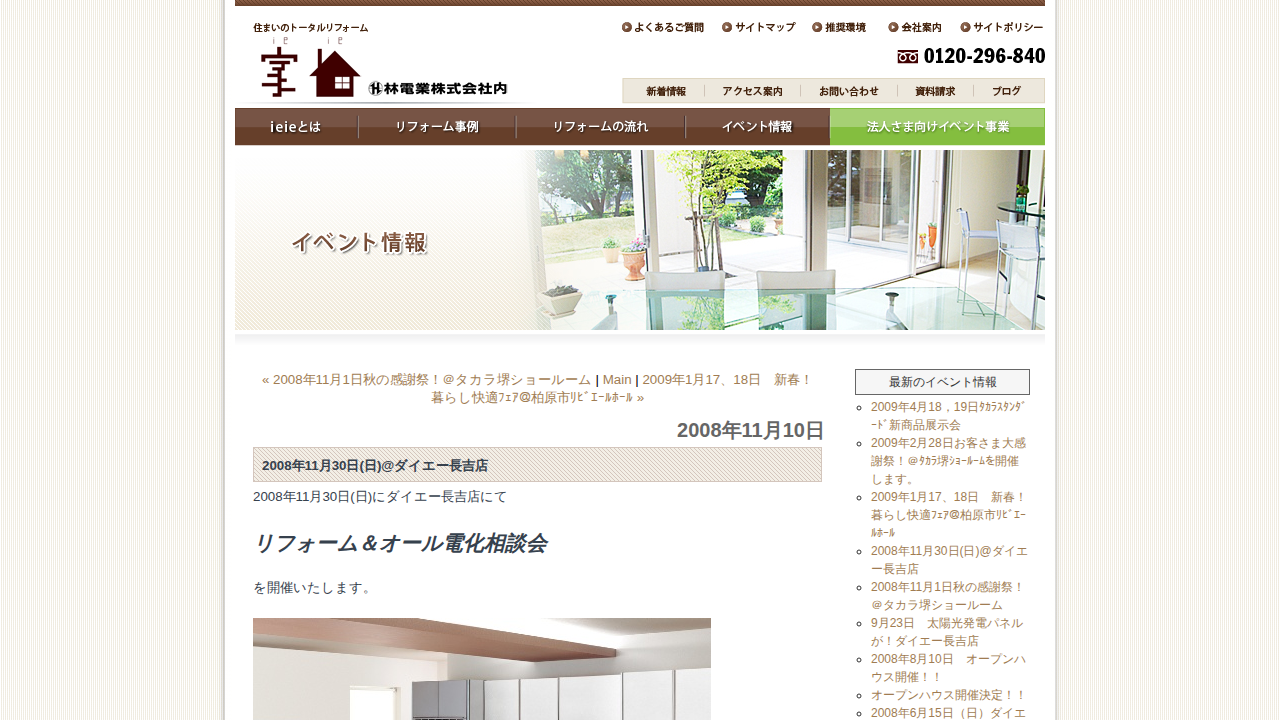 住まいのトータルリフォーム
よくあるご質問
サイトマップ
推奨環境
会社案内
サイトポリシー
ie ie
家
林電業株式会社内
0120-296-840
新着情報
アクセス案内
お問い合わせ
資料請求
ブログ
ieieとは
リフォーム事例
リフォームの流れ
イベント情報
法人さま向けイベント事業
イベント情報
« 2008年11月1日秋の感謝祭！＠タカラ堺ショールーム | Main | 2009年1月17、18日　新春！
暮らし快適ﾌｪｱ＠柏原市ﾘﾋﾞｴｰﾙﾎｰﾙ »
2008年11月10日
2008年11月30日(日)@ダイエー長吉店
2008年11月30日(日)にダイエー長吉店にて
リフォーム＆オール電化相談会
を開催いたします。
最新のイベント情報
2009年4月18，19日ﾀｶﾗｽﾀﾝﾀﾞ
ｰﾄﾞ新商品展示会
2009年2月28日お客さま大感
謝祭！＠ﾀｶﾗ堺ｼｮｰﾙｰﾑを開催
します。
2009年1月17、18日　新春！
暮らし快適ﾌｪｱ＠柏原市ﾘﾋﾞｴｰ
ﾙﾎｰﾙ
2008年11月30日(日)@ダイエ
ー長吉店
2008年11月1日秋の感謝祭！
＠タカラ堺ショールーム
9月23日　太陽光発電パネル
が！ダイエー長吉店
2008年8月10日　オープンハ
ウス開催！！
オープンハウス開催決定！！
2008年6月15日（日）ダイエ